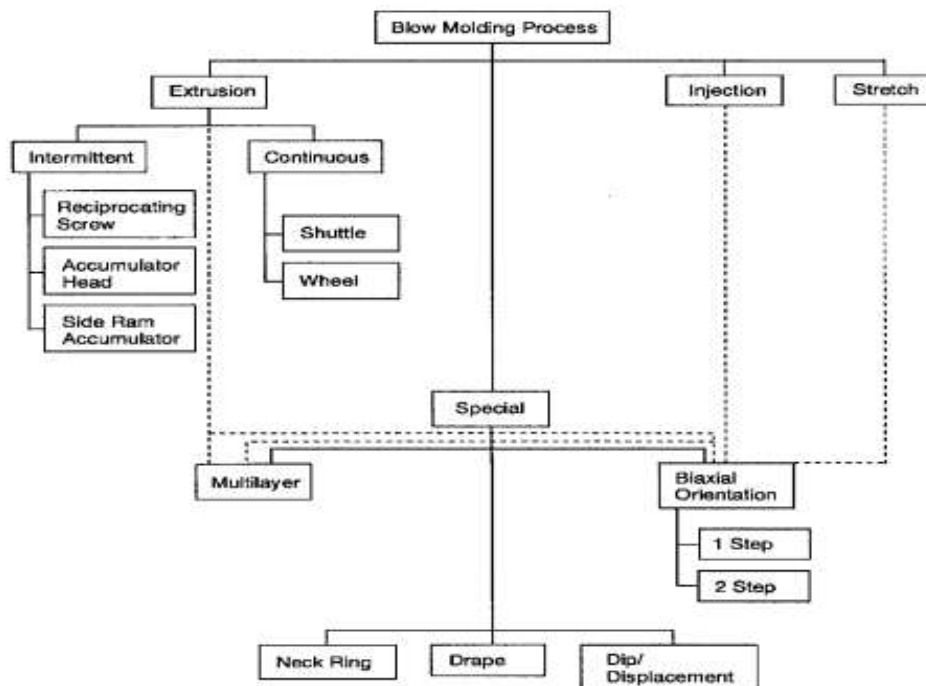 Blow Molding Process
Extrusion
Injection
Stretch
Intermittent
Continuous
Reciprocating
Screw
Shuttle
Accumulator
Head
Wheel
Side Ram
Accumulator
Special
Multilayer
Biaxial
Orientation
1 Step
2 Step
Neck Ring
Drape
Dip/
Displacement